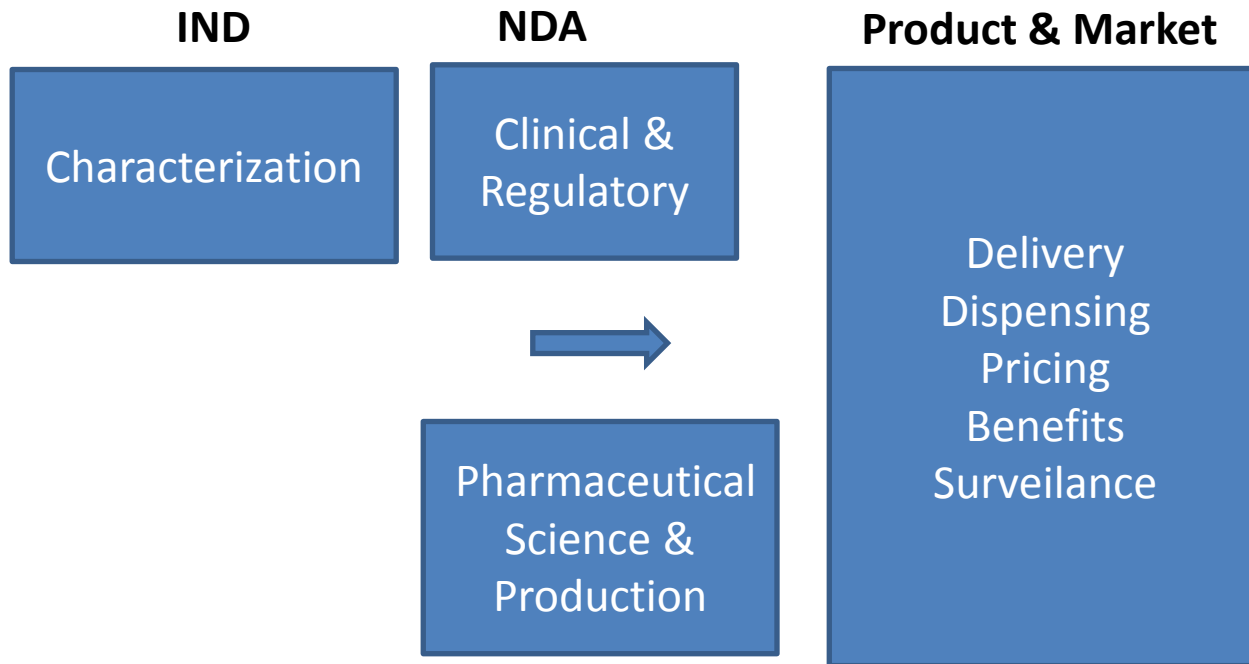 IND
NDA
Product & Market
Characterization
Clinical &
Regulatory
Pharmaceutical
Science &
Production
Delivery
Dispensing
Pricing
Benefits
Surveilance